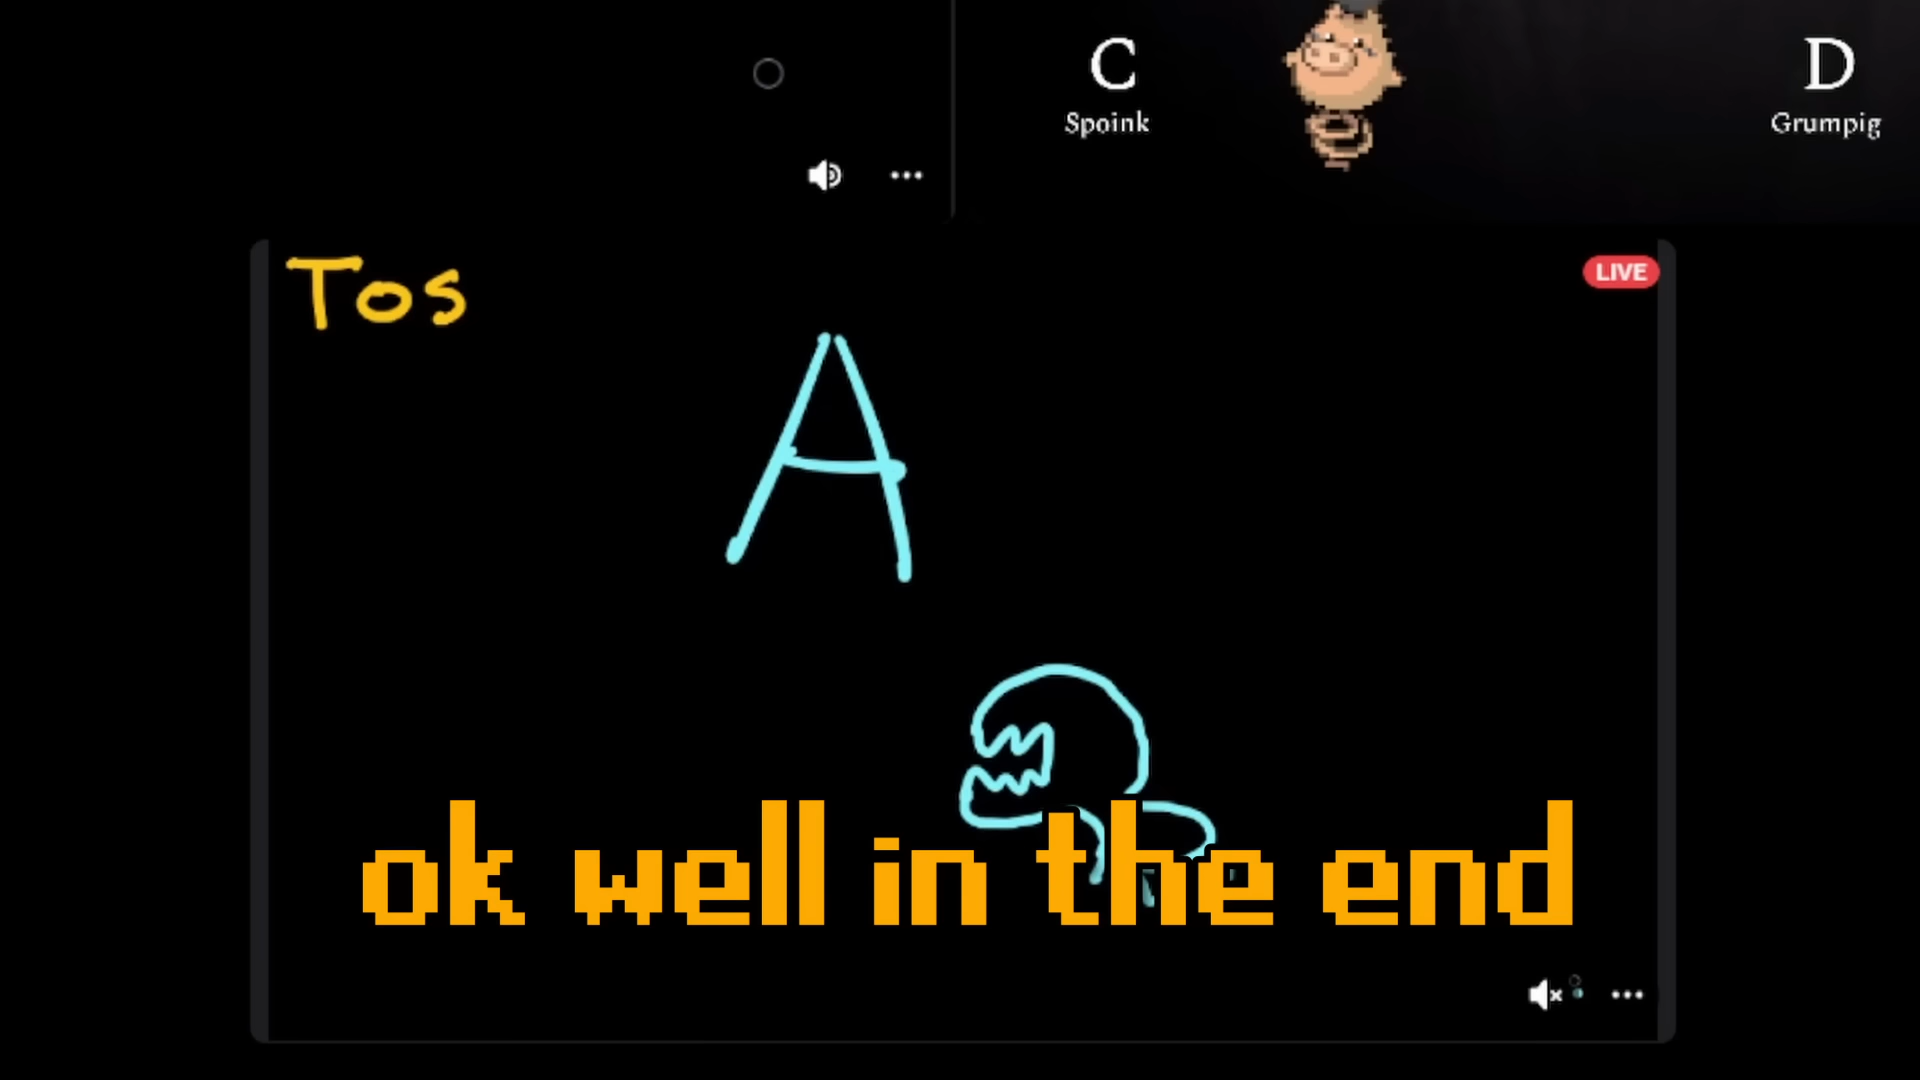 C
Spoink
D
Grumpig
Tos
LIVE
A
ok well in the end